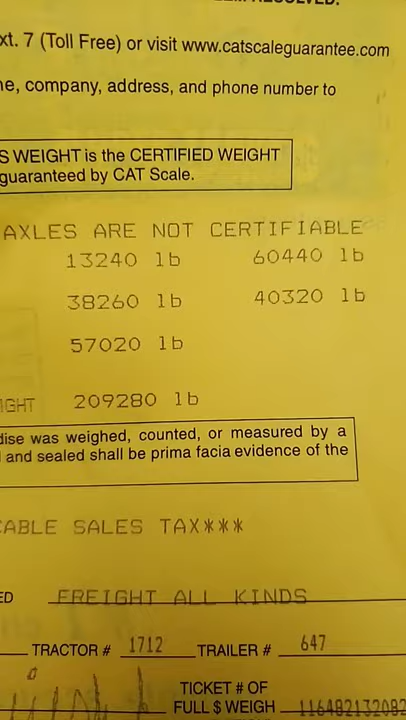 RESOLVED.
xt. 7 (Toll Free) or visit www.catscaleguarantee.com
ne, company, address, and phone number to
S WEIGHT is the CERTIFIED WEIGHT
guaranteed by CAT Scale.
AXLES ARE NOT CERTIFIABLE
13240 lb 60440 lb
38260 lb 40320 lb
57020 lb
IGHT 209280 lb
dise was weighed, counted, or measured by a
l and sealed shall be prima facia evidence of the
CABLE SALES TAX***
ED FREIGHT ALL KINDS
TRACTOR # 1712 TRAILER # 647
TICKET # OF
FULL $ WEIGH 116482132082